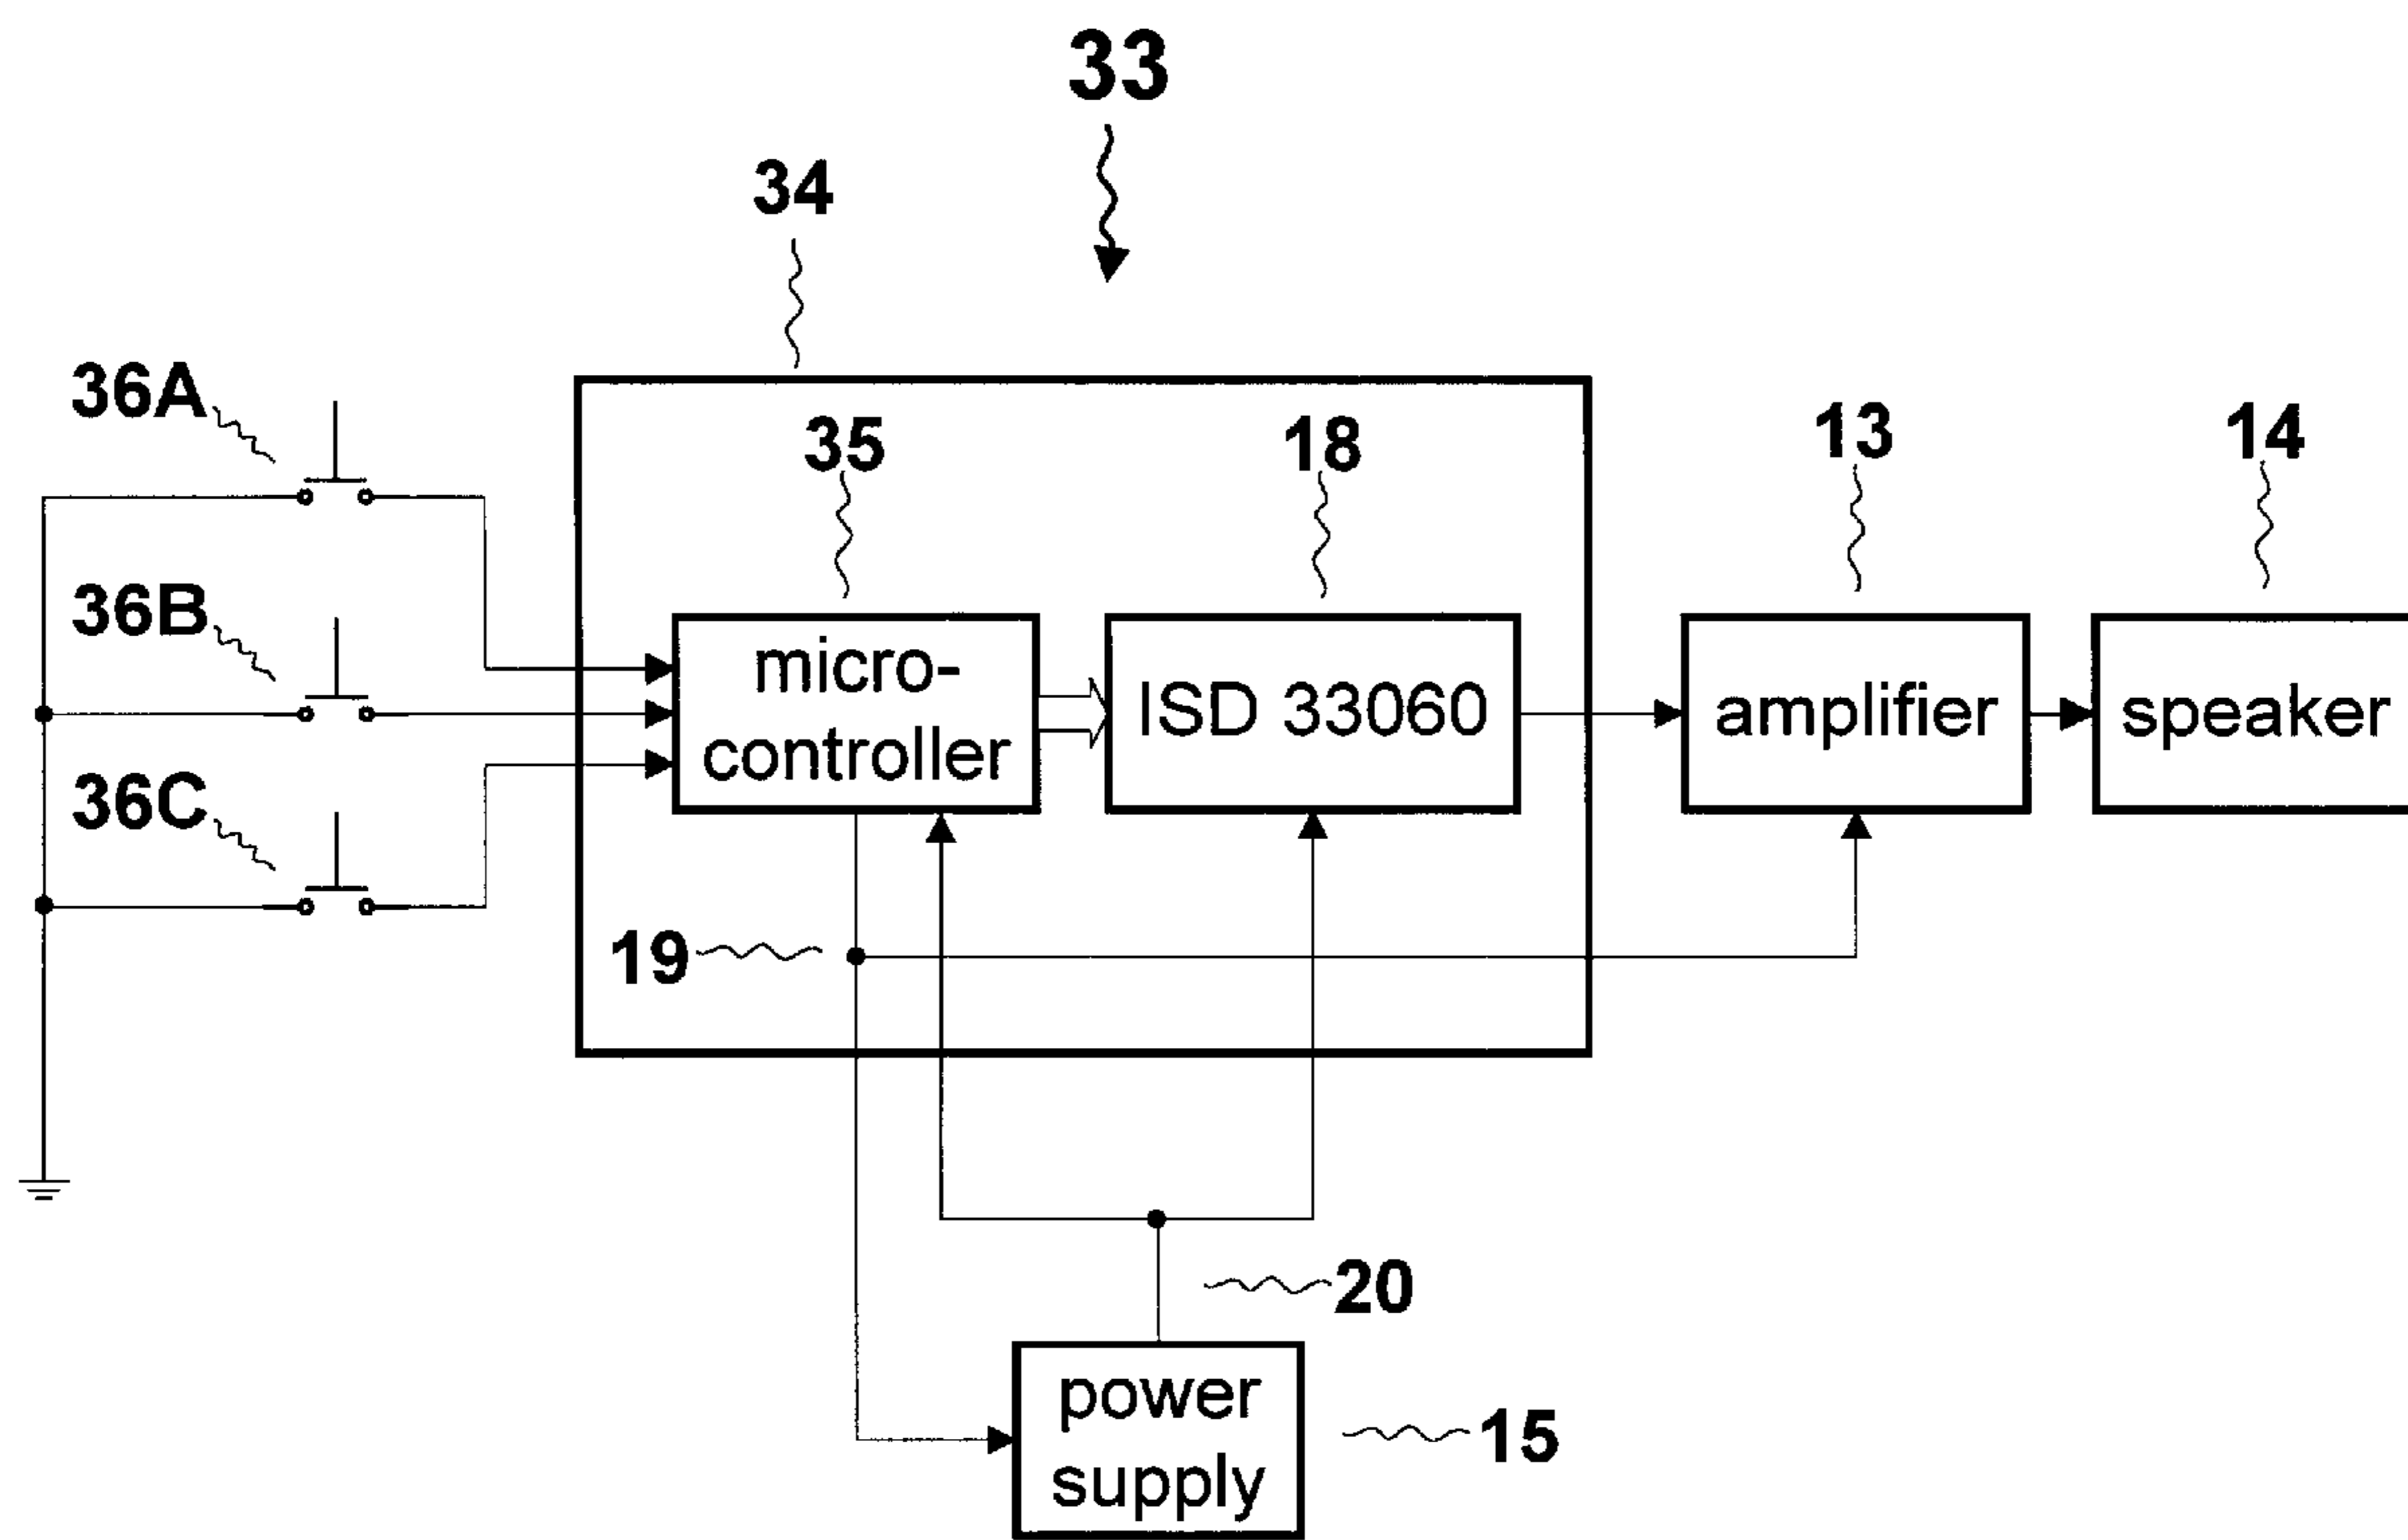 33
34
36A
35
18
13
14
36B
micro-
controller
ISD 33060
amplifier
speaker
36C
19
20
power
supply
15